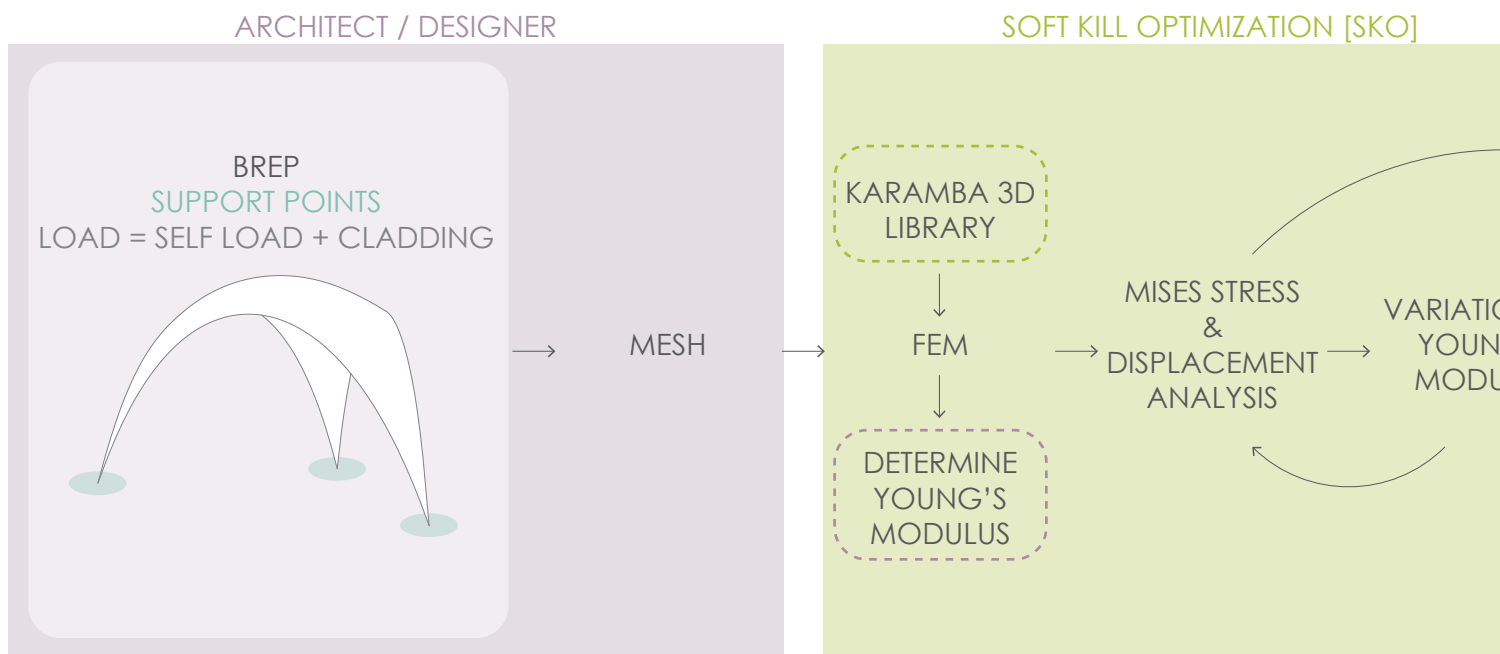 ARCHITECT / DESIGNER
BREP
SUPPORT POINTS
LOAD = SELF LOAD + CLADDING
MESH
SOFT KILL OPTIMIZATION [SKO]
KARAMBA 3D
LIBRARY
FEM
DETERMINE
YOUNG'S
MODULUS
MISES STRESS
&
DISPLACEMENT
ANALYSIS